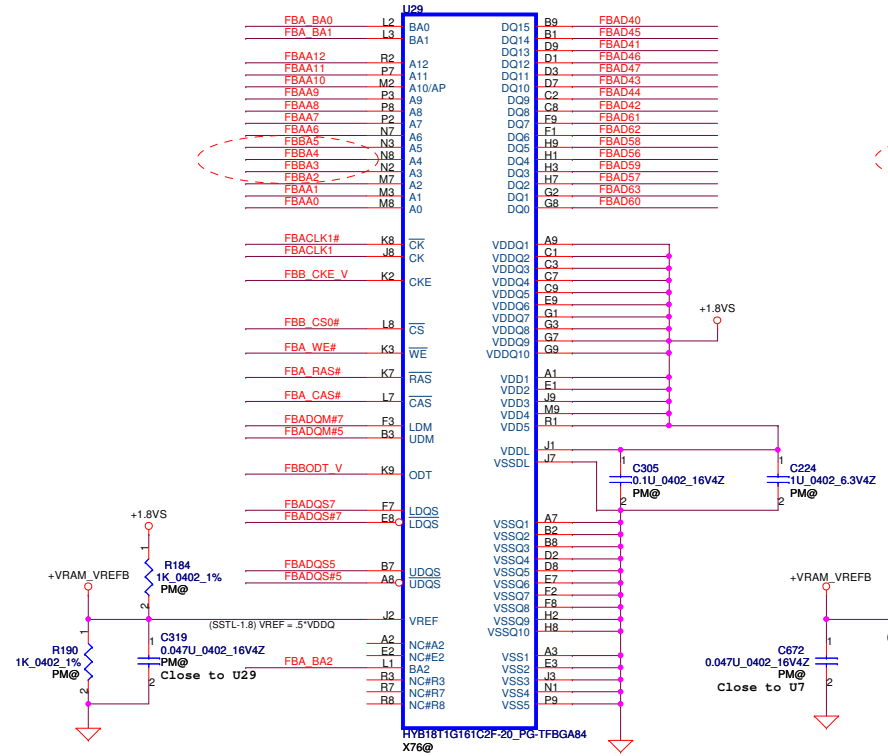 U29
FBA_BA0 L2 BA0 DQ15 B9 FBAD40
FBA_BA1 L3 BA1 DQ14 B1 FBAD45
DQ13 D9 FBAD41
FBAA12 R2 A12 DQ12 D1 FBAD46
FBAA11 P7 A11 DQ11 D3 FBAD47
FBAA10 M2 A10/AP DQ10 D7 FBAD43
FBAA9 P3 A9 DQ9 C2 FBAD44
FBAA8 P8 A8 DQ8 C8 FBAD42
FBAA7 P2 A7 DQ7 F9 FBAD61
FBAA6 N7 A6 DQ6 F1 FBAD62
FBBA5 N3 A5 DQ5 H9 FBAD58
FBBA4 N8 A4 DQ4 H1 FBAD56
FBBA3 N2 A3 DQ3 H3 FBAD59
FBBA2 M7 A2 DQ2 H7 FBAD57
FBAA1 M3 A1 DQ1 G2 FBAD63
FBAA0 M8 A0 DQ0 G8 FBAD60
FBACLK1# K8 CK VDDQ1 A9
FBACLK1 J8 CK VDDQ2 C1
VDDQ3 C3
FBB_CKE_V K2 CKE VDDQ4 C7
VDDQ5 C9
VDDQ6 E9
VDDQ7 G1
+1.8VS
FBB_CS0# L8 CS VDDQ8 G3
VDDQ9 G7
FBA_WE# K3 WE VDDQ10 G9
FBA_RAS# K7 RAS VDD1 A1
VDD2 E1
FBA_CAS# L7 CAS VDD3 J9
VDD4 M9
FBADQM#7 F3 LDM VDD5 R1
FBADQM#5 B3 UDM
VDDL J1
VSSDL J7
FBBODT_V K9 ODT
1 C305 1 C224
0.1U_0402_16V4Z 1U_0402_6.3V4Z
2 PM@ 2 PM@
FBADQS7 F7 LDQS
FBADQS#7 E8 LDQS VSSQ1 A7
VSSQ2 B2
VSSQ3 B8
VSSQ4 D2
FBADQS5 B7 UDQS VSSQ5 D8
FBADQS#5 A8 UDQS VSSQ6 E7
VSSQ7 F2
VSSQ8 F8
VSSQ9 H2
VSSQ10 H8
+1.8VS
1
R184
1K_0402_1%
PM@
2
+VRAM_VREFB
(SSTL-1.8) VREF = .5*VDDQ J2 VREF
A2 NC#A2 VSS1 A3
E2 NC#E2 VSS2 E3
FBA_BA2 L1 BA2 VSS3 J3
R3 NC#R3 VSS4 N1
R7 NC#R7 VSS5 P9
R8 NC#R8
1
R190
1K_0402_1%
PM@
2
1 C319
0.047U_0402_16V4Z
PM@
2 Close to U29
HYB18T1G161C2F-20_PG-TFBGA84
X76@
+VRAM_VREFB
1
C672
0.047U_0402_16V4Z
PM@
2
Close to U7